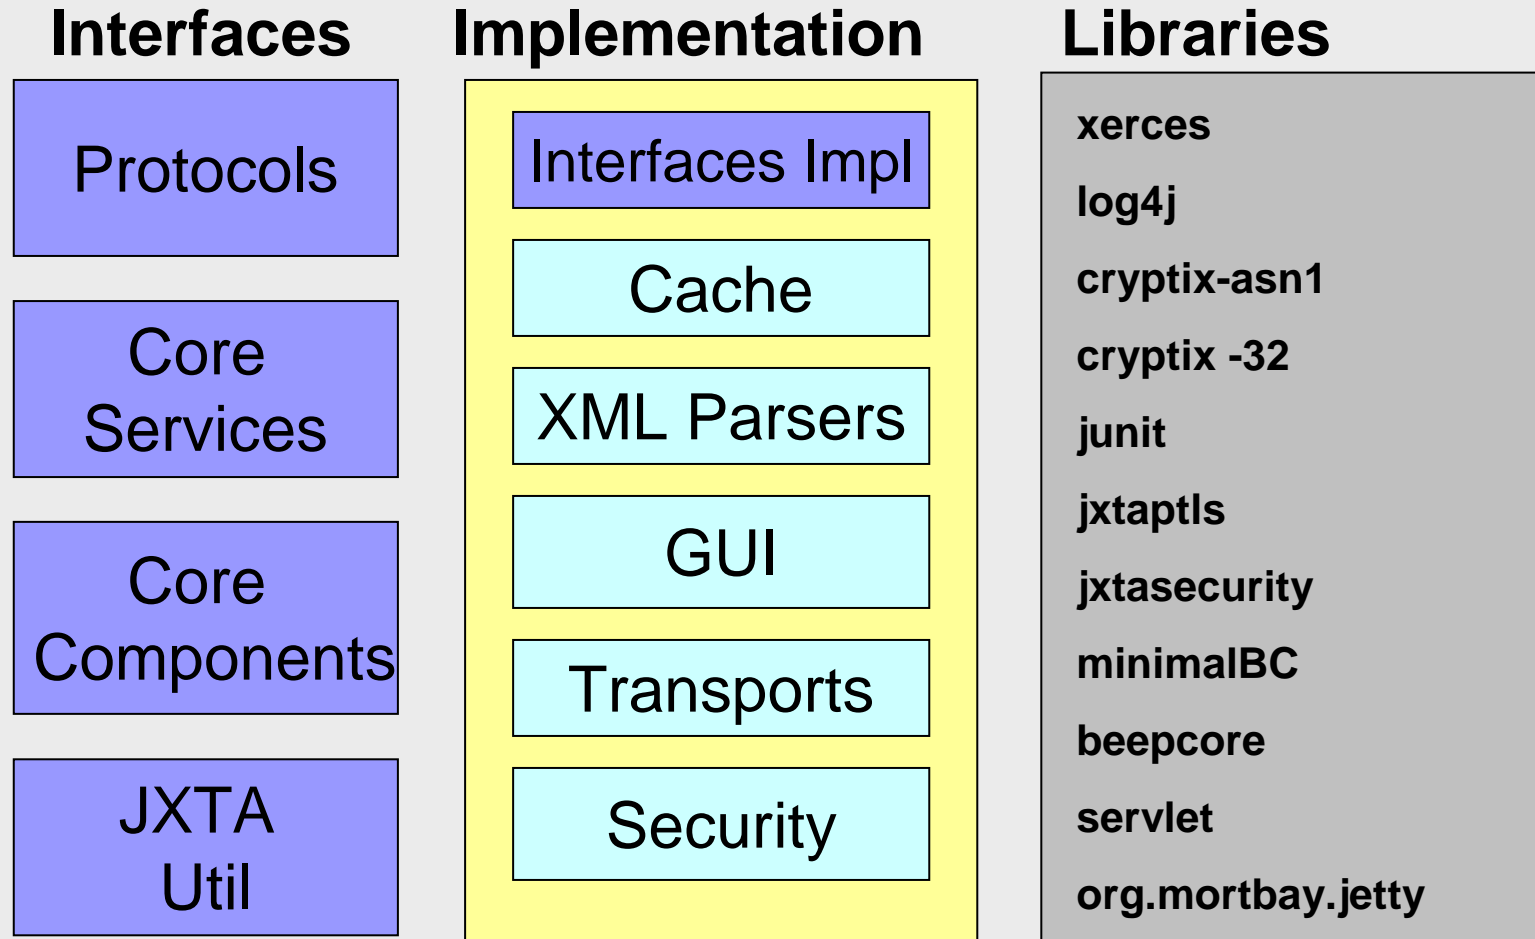 Interfaces
Protocols
Core
Services
Core
Components
JXTA
Util
Implementation
Interfaces Impl
Cache
XML Parsers
GUI
Transports
Security
Libraries
xerces
log4j
cryptix-asn1
cryptix -32
junit
jxtaptls
jxtasecurity
minimalBC
beepcore
servlet
org.mortbay.jetty